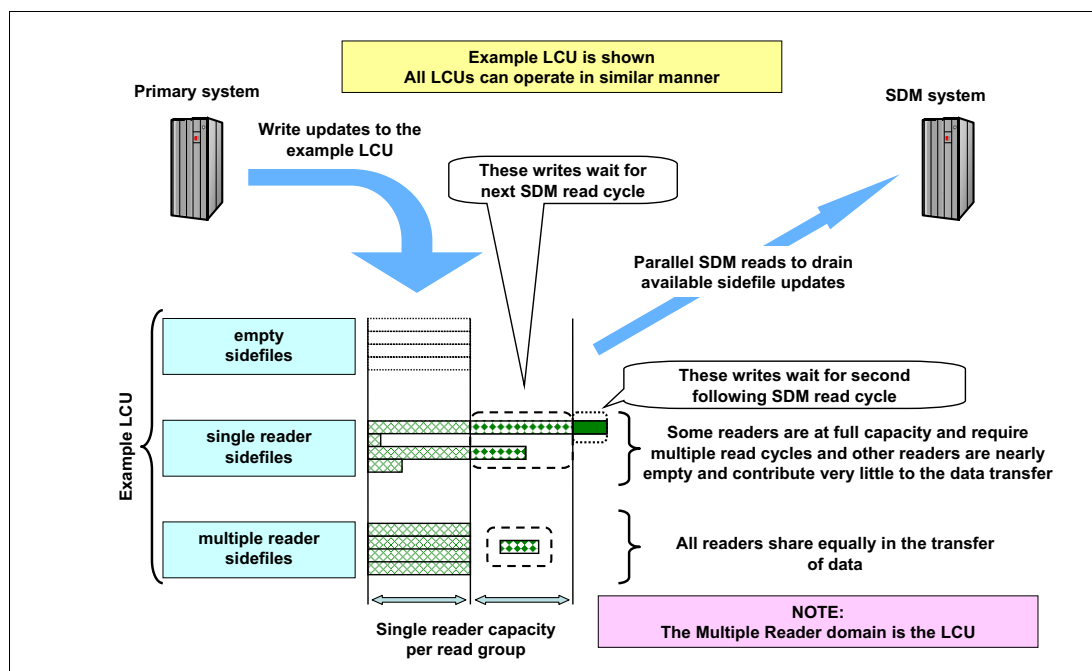 Example LCU is shown
All LCUs can operate in similar manner
Primary system
SDM system
Write updates to the
example LCU
These writes wait for
next SDM read cycle
Parallel SDM reads to drain
available sidefile updates
Example LCU
empty
sidefiles
These writes wait for second
following SDM read cycle
single reader
sidefiles
Some readers are at full capacity and require
multiple read cycles and other readers are nearly
empty and contribute very little to the data transfer
multiple reader
sidefiles
All readers share equally in the transfer
of data
Single reader capacity
per read group
NOTE:
The Multiple Reader domain is the LCU